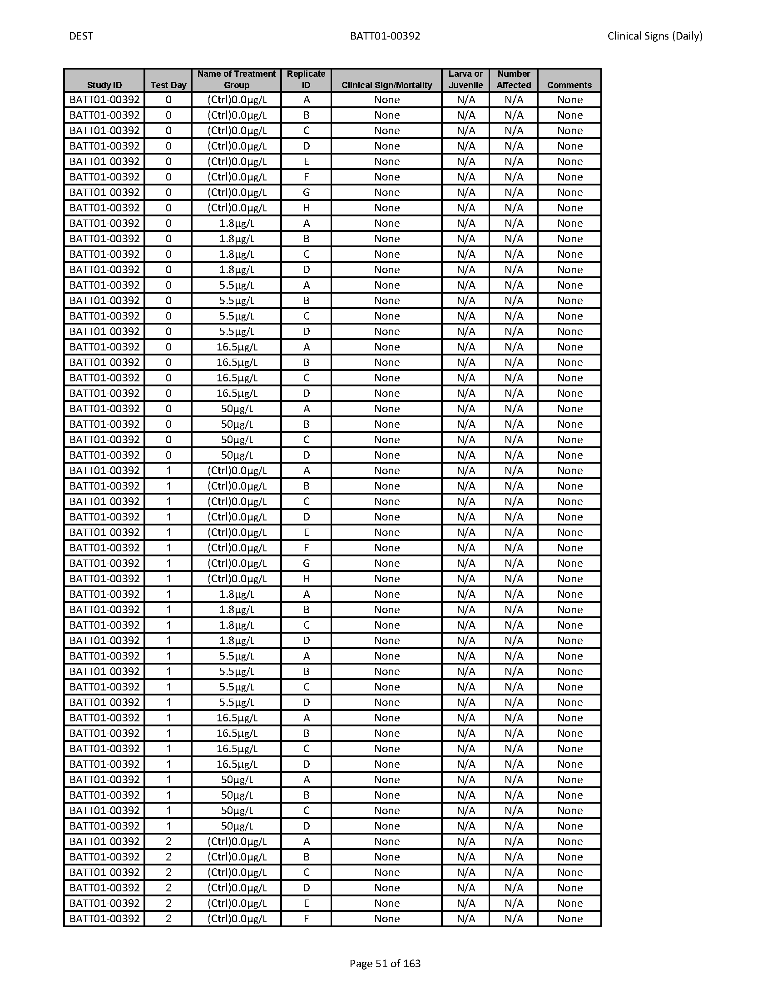 DEST BATT01-00392 Clinical Signs (Daily)
Study ID Test Day Name of Treatment Group Replicate ID Clinical Sign/Mortality Larva or Juvenile Number Affected Comments
BATT01-00392 0 (Ctrl)0.0µg/L A None N/A N/A None
BATT01-00392 0 (Ctrl)0.0µg/L B None N/A N/A None
BATT01-00392 0 (Ctrl)0.0µg/L C None N/A N/A None
BATT01-00392 0 (Ctrl)0.0µg/L D None N/A N/A None
BATT01-00392 0 (Ctrl)0.0µg/L E None N/A N/A None
BATT01-00392 0 (Ctrl)0.0µg/L F None N/A N/A None
BATT01-00392 0 (Ctrl)0.0µg/L G None N/A N/A None
BATT01-00392 0 (Ctrl)0.0µg/L H None N/A N/A None
BATT01-00392 0 1.8µg/L A None N/A N/A None
BATT01-00392 0 1.8µg/L B None N/A N/A None
BATT01-00392 0 1.8µg/L C None N/A N/A None
BATT01-00392 0 1.8µg/L D None N/A N/A None
BATT01-00392 0 5.5µg/L A None N/A N/A None
BATT01-00392 0 5.5µg/L B None N/A N/A None
BATT01-00392 0 5.5µg/L C None N/A N/A None
BATT01-00392 0 5.5µg/L D None N/A N/A None
BATT01-00392 0 16.5µg/L A None N/A N/A None
BATT01-00392 0 16.5µg/L B None N/A N/A None
BATT01-00392 0 16.5µg/L C None N/A N/A None
BATT01-00392 0 16.5µg/L D None N/A N/A None
BATT01-00392 0 50µg/L A None N/A N/A None
BATT01-00392 0 50µg/L B None N/A N/A None
BATT01-00392 0 50µg/L C None N/A N/A None
BATT01-00392 0 50µg/L D None N/A N/A None
BATT01-00392 1 (Ctrl)0.0µg/L A None N/A N/A None
BATT01-00392 1 (Ctrl)0.0µg/L B None N/A N/A None
BATT01-00392 1 (Ctrl)0.0µg/L C None N/A N/A None
BATT01-00392 1 (Ctrl)0.0µg/L D None N/A N/A None
BATT01-00392 1 (Ctrl)0.0µg/L E None N/A N/A None
BATT01-00392 1 (Ctrl)0.0µg/L F None N/A N/A None
BATT01-00392 1 (Ctrl)0.0µg/L G None N/A N/A None
BATT01-00392 1 (Ctrl)0.0µg/L H None N/A N/A None
BATT01-00392 1 1.8µg/L A None N/A N/A None
BATT01-00392 1 1.8µg/L B None N/A N/A None
BATT01-00392 1 1.8µg/L C None N/A N/A None
BATT01-00392 1 1.8µg/L D None N/A N/A None
BATT01-00392 1 5.5µg/L A None N/A N/A None
BATT01-00392 1 5.5µg/L B None N/A N/A None
BATT01-00392 1 5.5µg/L C None N/A N/A None
BATT01-00392 1 5.5µg/L D None N/A N/A None
BATT01-00392 1 16.5µg/L A None N/A N/A None
BATT01-00392 1 16.5µg/L B None N/A N/A None
BATT01-00392 1 16.5µg/L C None N/A N/A None
BATT01-00392 1 16.5µg/L D None N/A N/A None
BATT01-00392 1 50µg/L A None N/A N/A None
BATT01-00392 1 50µg/L B None N/A N/A None
BATT01-00392 1 50µg/L C None N/A N/A None
BATT01-00392 1 50µg/L D None N/A N/A None
BATT01-00392 2 (Ctrl)0.0µg/L A None N/A N/A None
BATT01-00392 2 (Ctrl)0.0µg/L B None N/A N/A None
BATT01-00392 2 (Ctrl)0.0µg/L C None N/A N/A None
BATT01-00392 2 (Ctrl)0.0µg/L D None N/A N/A None
BATT01-00392 2 (Ctrl)0.0µg/L E None N/A N/A None
BATT01-00392 2 (Ctrl)0.0µg/L F None N/A N/A None
Page 51 of 163